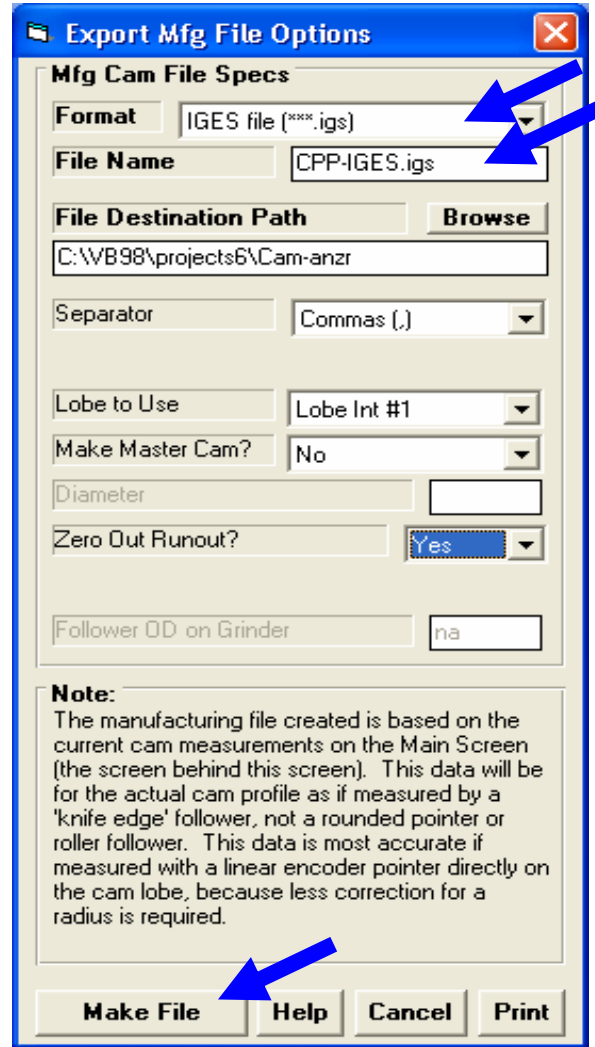 Export Mfg File Options
Mfg Cam File Specs
Format IGES file (***.igs)
File Name CPP-IGES.igs
File Destination Path Browse
C:\VB98\projects6\Cam-anzr
Separator Commas (,)
Lobe to Use Lobe Int #1
Make Master Cam? No
Diameter
Zero Out Runout? Yes
Follower OD on Grinder na
Note:
The manufacturing file created is based on the
current cam measurements on the Main Screen
(the screen behind this screen).  This data will be
for the actual cam profile as if measured by a
'knife edge' follower, not a rounded pointer or
roller follower.  This data is most accurate if
measured with a linear encoder pointer directly on
the cam lobe, because less correction for a
radius is required.
Make File Help Cancel Print